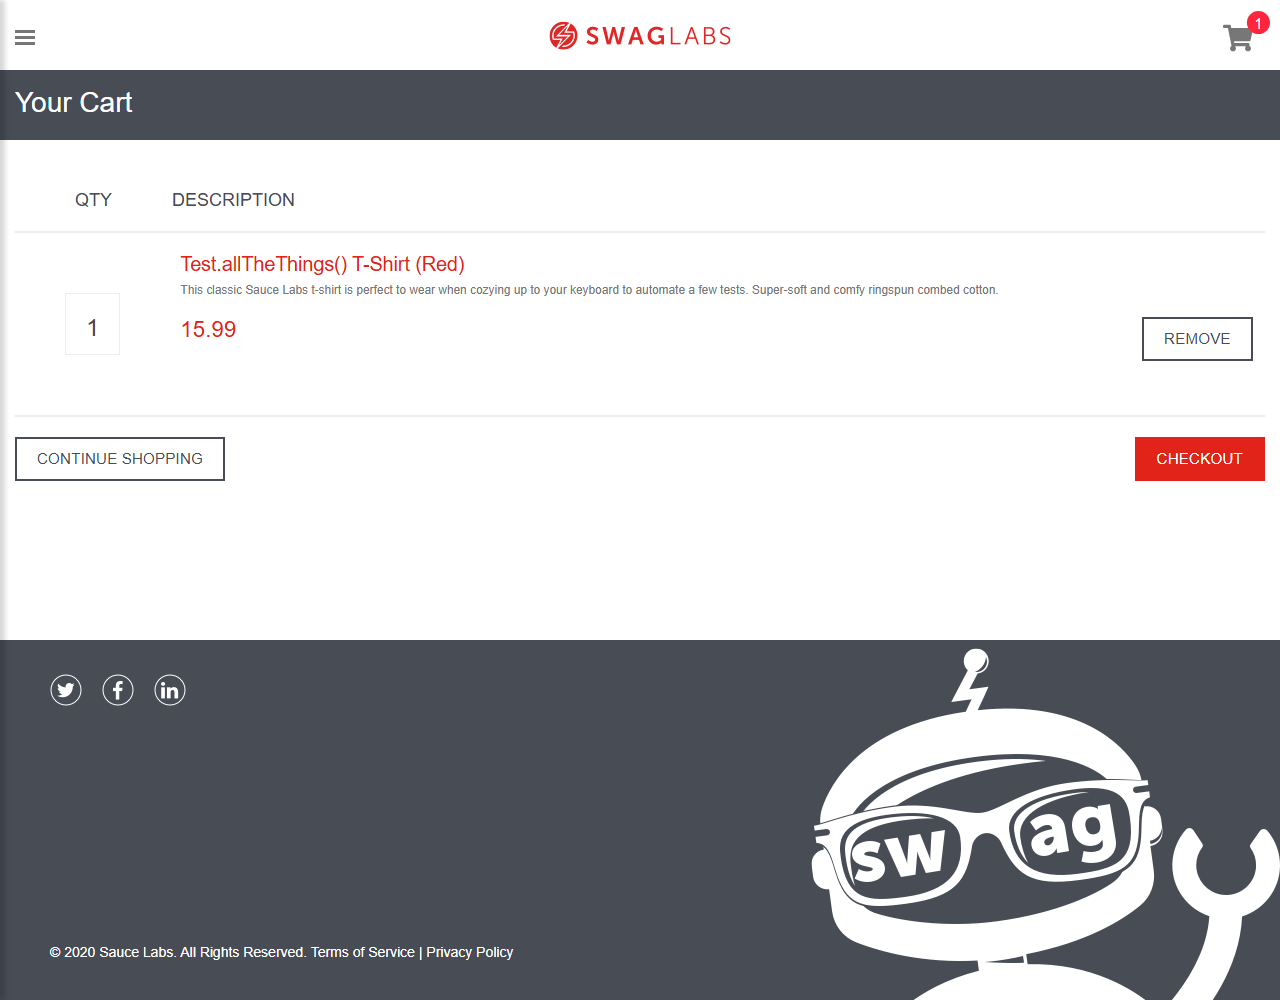 SWAGLABS
1
Your Cart
QTY DESCRIPTION
Test.allTheThings() T-Shirt (Red)
This classic Sauce Labs t-shirt is perfect to wear when cozying up to your keyboard to automate a few tests. Super-soft and comfy ringspun combed cotton.
1
15.99
REMOVE
CONTINUE SHOPPING
CHECKOUT
sw ag
© 2020 Sauce Labs. All Rights Reserved. Terms of Service | Privacy Policy